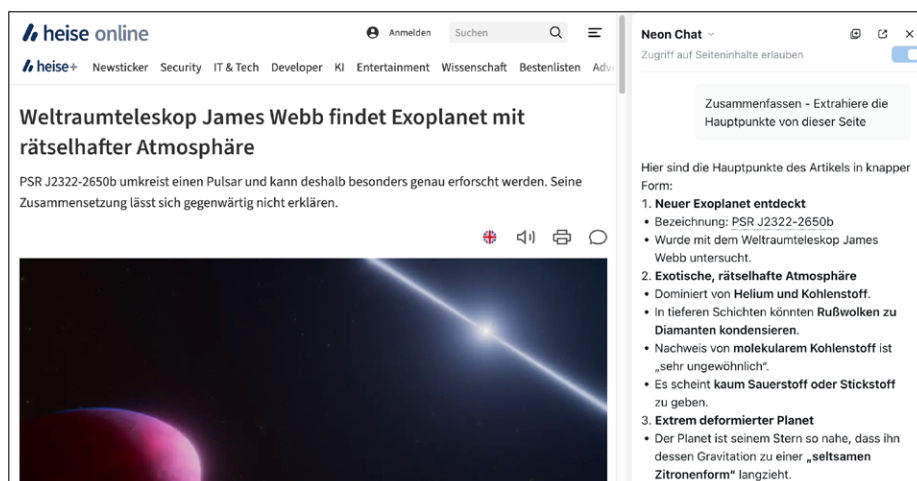 heise online
Anmelden
Suchen
heise+ Newsticker Security IT & Tech Developer KI Entertainment Wissenschaft Bestenlisten Adv
Weltraumteleskop James Webb findet Exoplanet mit
rätselhafter Atmosphäre
PSR J2322-2650b umkreist einen Pulsar und kann deshalb besonders genau erforscht werden. Seine
Zusammensetzung lässt sich gegenwärtig nicht erklären.
Neon Chat
Zugriff auf Seiteninhalte erlauben
Zusammenfassen - Extrahiere die
Hauptpunkte von dieser Seite
Hier sind die Hauptpunkte des Artikels in knapper
Form:
1. Neuer Exoplanet entdeckt
• Bezeichnung: PSR J2322-2650b
• Wurde mit dem Weltraumteleskop James
Webb untersucht.
2. Exotische, rätselhafte Atmosphäre
• Dominiert von Helium und Kohlenstoff.
• In tieferen Schichten könnten Rußwolken zu
Diamanten kondensieren.
• Nachweis von molekularem Kohlenstoff ist
„sehr ungewöhnlich“.
• Es scheint kaum Sauerstoff oder Stickstoff
zu geben.
3. Extrem deformierter Planet
• Der Planet ist seinem Stern so nahe, dass ihn
dessen Gravitation zu einer „seltsamen
Zitronenform“ langzieht.